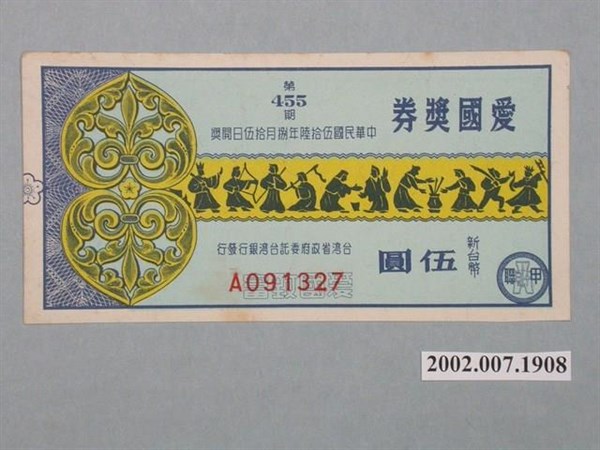 愛國獎券
第
455
期
中華民國伍拾陸年捌月拾伍日開獎
台灣省政府委託台灣銀行發行
新台幣
伍圓
A091327
甲聯
2002.007.1908